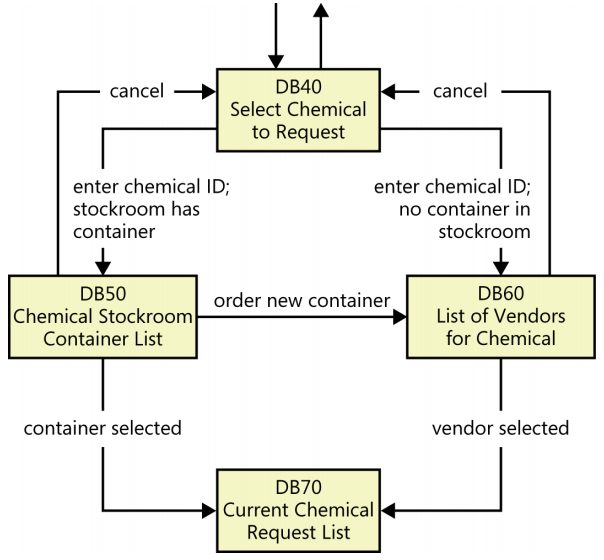 DB40
Select Chemical
to Request
cancel
cancel
enter chemical ID;
stockroom has
container
enter chemical ID;
no container in
stockroom
DB50
Chemical Stockroom
Container List
order new container
DB60
List of Vendors
for Chemical
container selected
vendor selected
DB70
Current Chemical
Request List